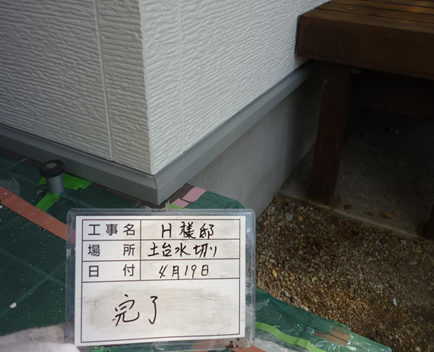 工事名 H様邸
場所 土台水切り
日付 4月19日
完了